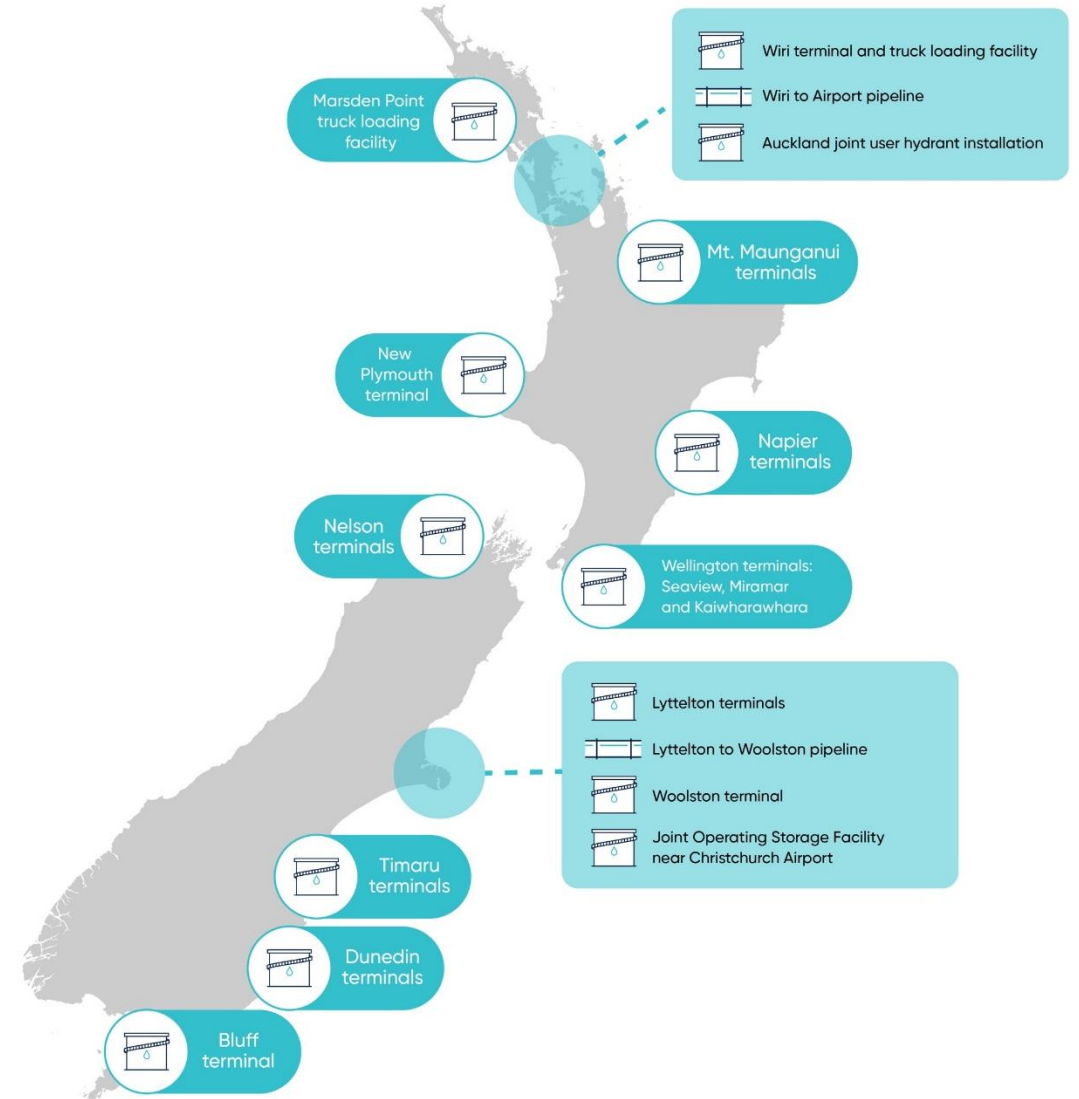 Wiri terminal and truck loading facility
Wiri to Airport pipeline
Auckland joint user hydrant installation
Marsden Point
truck loading
facility
Mt. Maunganui
terminals
New
Plymouth
terminal
Napier
terminals
Nelson
terminals
Wellington terminals:
Seaview, Miramar
and Kaiwharawhara
Lyttelton terminals
Lyttelton to Woolston pipeline
Woolston terminal
Joint Operating Storage Facility
near Christchurch Airport
Timaru
terminals
Dunedin
terminals
Bluff
terminal